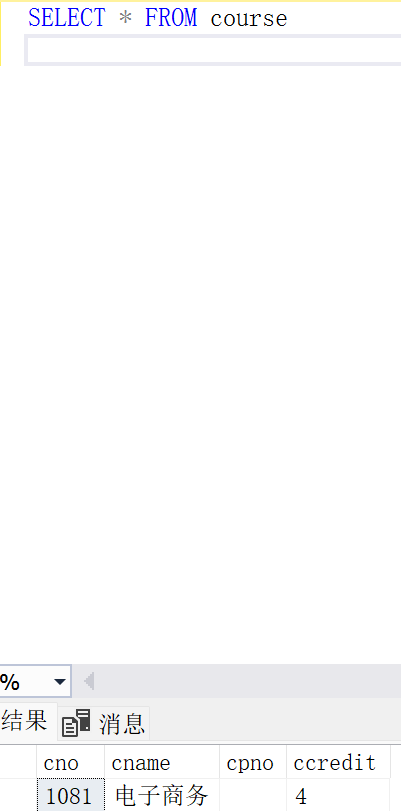 SELECT * FROM course
%
结果 消息
cno cname cpno ccredit
1081 电子商务 4